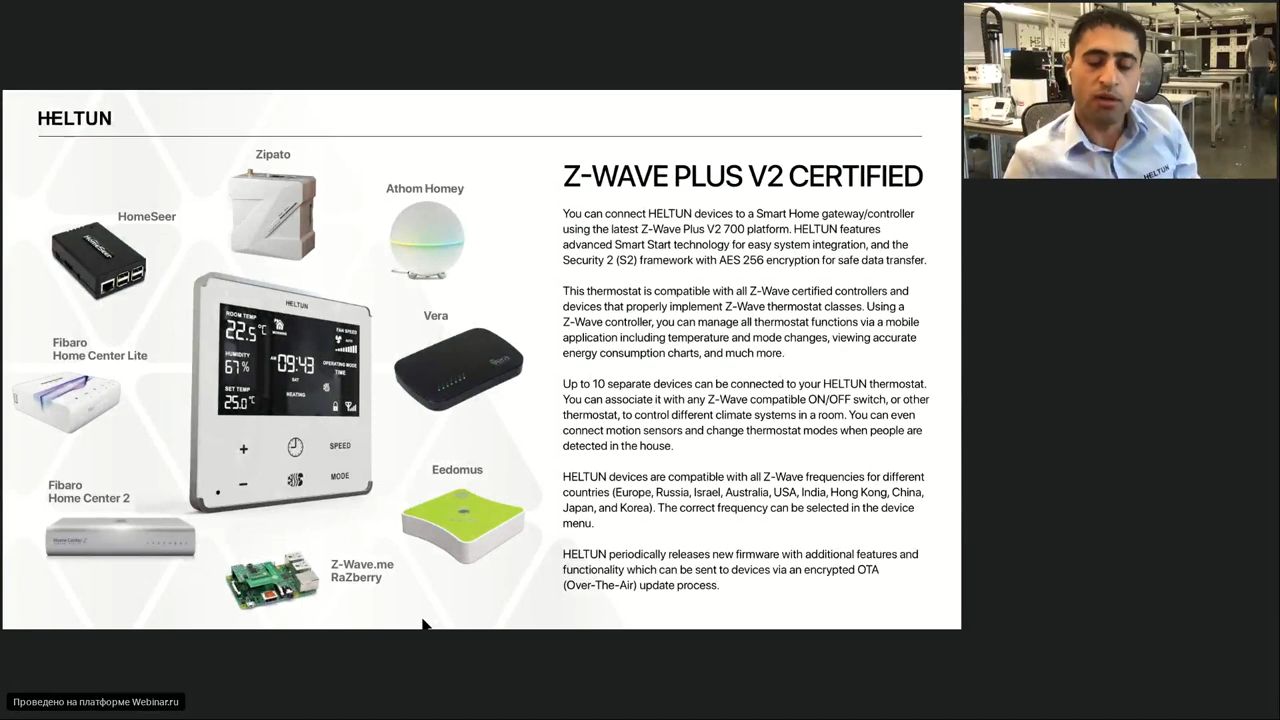 HELTUN
Zipato
Athom Homey
HomeSeer
HomeSeer
Vera
Fibaro
Home Center Lite
HELTUN
ROOM TEMP
22.5 °C
MORNING
FAN SPEED
AUTO
HUMIDITY
67 %
AM 09:43
SAT
OPERATING MODE
TIME
SET TEMP
25.0 °C
HEATING
+
SPEED
-
MODE
Fibaro
Home Center 2
Home Center 2
Eedomus
Z-Wave.me
RaZberry
Z-WAVE PLUS V2 CERTIFIED
You can connect HELTUN devices to a Smart Home gateway/controller
using the latest Z-Wave Plus V2 700 platform. HELTUN features
advanced Smart Start technology for easy system integration, and the
Security 2 (S2) framework with AES 256 encryption for safe data transfer.
This thermostat is compatible with all Z-Wave certified controllers and
devices that properly implement Z-Wave thermostat classes. Using a
Z-Wave controller, you can manage all thermostat functions via a mobile
application including temperature and mode changes, viewing accurate
energy consumption charts, and much more.
Up to 10 separate devices can be connected to your HELTUN thermostat.
You can associate it with any Z-Wave compatible ON/OFF switch, or other
thermostat, to control different climate systems in a room. You can even
connect motion sensors and change thermostat modes when people are
detected in the house.
HELTUN devices are compatible with all Z-Wave frequencies for different
countries (Europe, Russia, Israel, Australia, USA, India, Hong Kong, China,
Japan, and Korea). The correct frequency can be selected in the device
menu.
HELTUN periodically releases new firmware with additional features and
functionality which can be sent to devices via an encrypted OTA
(Over-The-Air) update process.
HELTUN
Проведено на платформе Webinar.ru